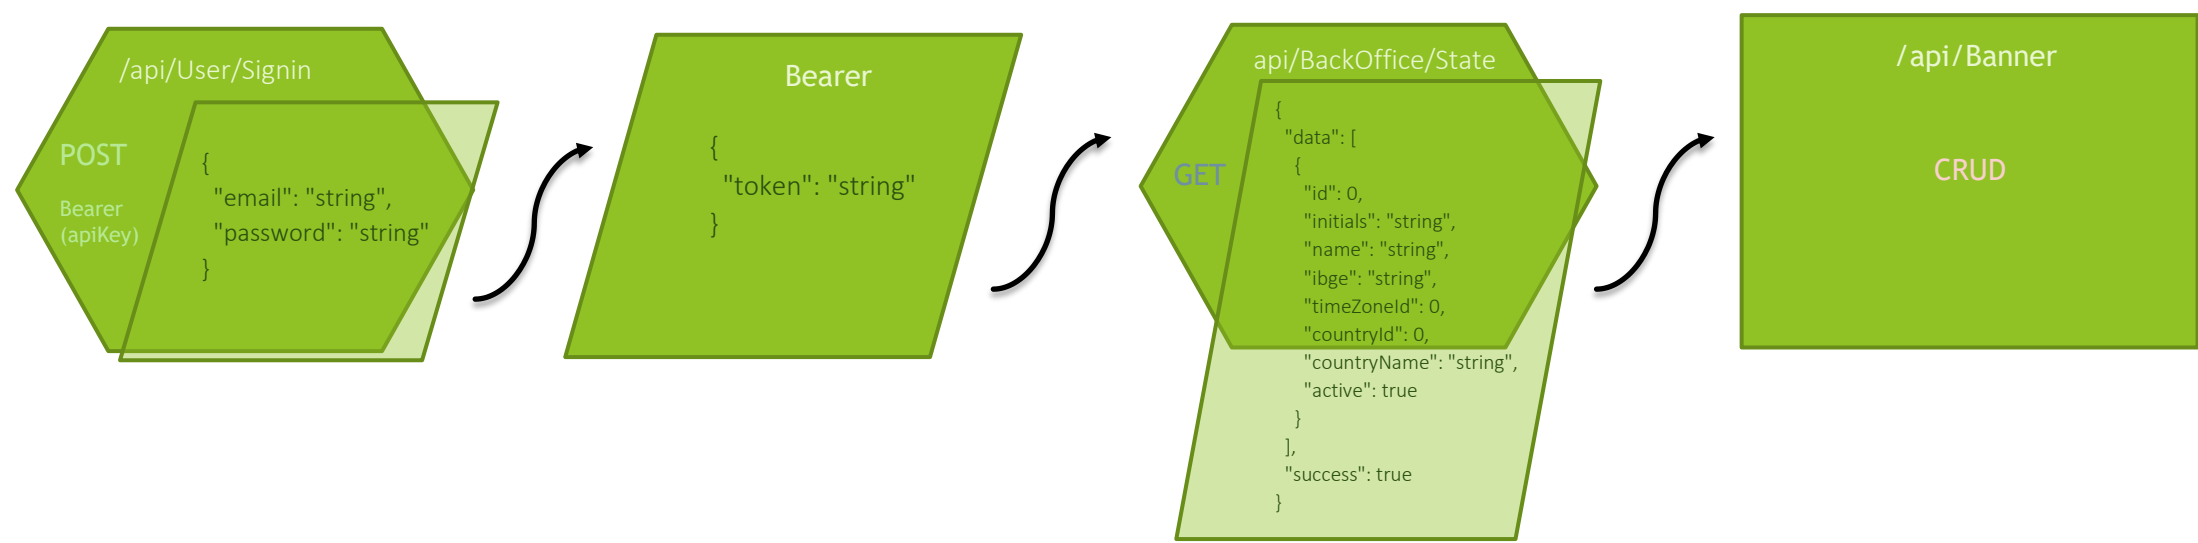 /api/User/Signin
POST
Bearer
(apiKey)
{
"email": "string",
"password": "string"
}
Bearer
{
"token": "string"
}
api/BackOffice/State
GET
{
"data": [
{
"id": 0,
"initials": "string",
"name": "string",
"ibge": "string",
"timeZoneId": 0,
"countryId": 0,
"countryName": "string",
"active": true
}
],
"success": true
}
/api/Banner
CRUD